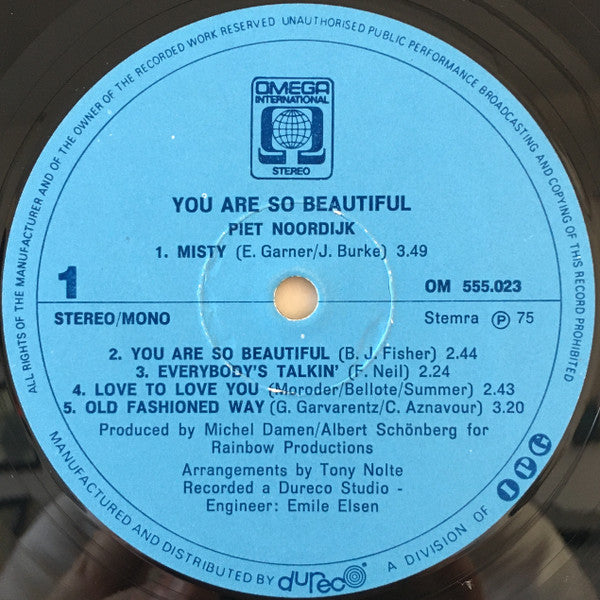 ALL RIGHTS OF THE MANUFACTURER AND OF THE OWNER OF THE RECORDED WORK RESERVED UNAUTHORISED PUBLIC PERFORMANCE BROADCASTING AND COPYING OF THIS RECORD PROHIBITED
OMEGA
INTERNATIONAL
STEREO
YOU ARE SO BEAUTIFUL
PIET NOORDIJK
1. MISTY (E. Garner/J. Burke) 3.49
1
OM 555.023
STEREO/MONO
Stemra Ⓟ 75
2. YOU ARE SO BEAUTIFUL (B. J. Fisher) 2.44
3. EVERYBODY'S TALKIN' (F. Neil) 2.24
4. LOVE TO LOVE YOU (Moroder/Bellote/Summer) 2.43
5. OLD FASHIONED WAY (G. Garvarentz/C. Aznavour) 3.20
Produced by Michel Damen/Albert Schönberg for
Rainbow Productions
Arrangements by Tony Nolte
Recorded a Dureco Studio -
Engineer: Emile Elsen
MANUFACTURED AND DISTRIBUTED BY dureco A DIVISION OF IPG